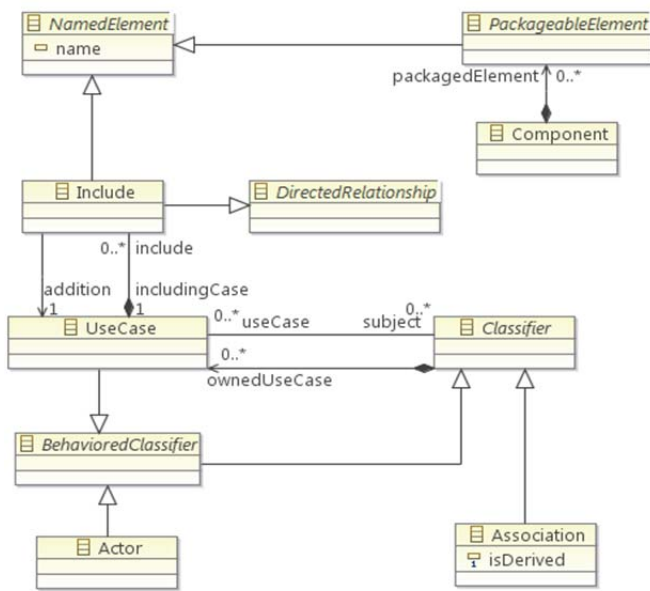 NamedElement
name
PackageableElement
packagedElement 0..*
Component
Include
DirectedRelationship
0..* include
addition
includingCase
1
1
UseCase
0..* useCase
subject
0..*
Classifier
0..*
ownedUseCase
BehavioredClassifier
Actor
Association
1 isDerived